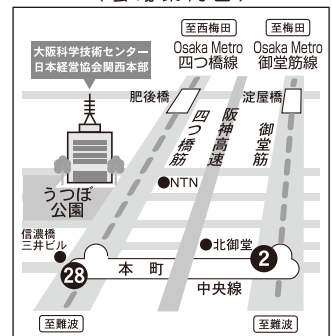 至西梅田
至梅田
Osaka Metro
四つ橋線
Osaka Metro
御堂筋線
大阪科学技術センター
日本経営協会関西本部
肥後橋
淀屋橋
四つ橋筋
阪神高速
御堂筋
NTN
うつぼ
公園
信濃橋
三井ビル
北御堂
28
本町
2
中央線
至難波
至難波